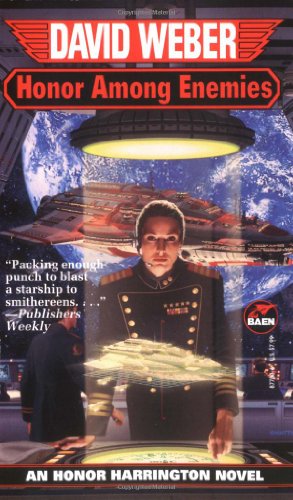 DAVID WEBER
Honor Among Enemies
"Packing enough
punch to blast
a starship to
smithereens. . . ."
—Publishers
Weekly
BAEN
AN HONOR HARRINGTON NOVEL